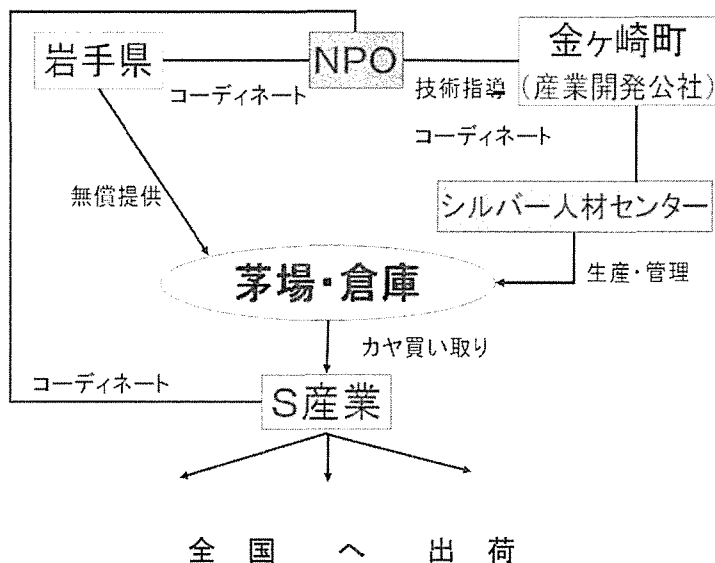 岩手県
NPO
金ヶ崎町
(産業開発公社)
コーディネート
技術指導
コーディネート
無償提供
シルバー人材センター
茅場・倉庫
生産・管理
カヤ買い取り
コーディネート
S産業
全国へ出荷